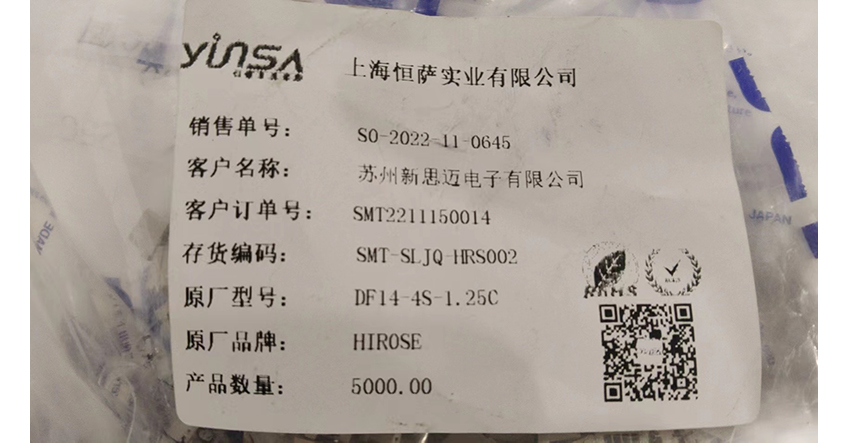 YINSA
上海恒萨实业有限公司
销售单号： SO-2022-11-0645
客户名称： 苏州新思迈电子有限公司
客户订单号： SMT2211150014
存货编码： SMT-SLJQ-HRS002
原厂型号： DF14-4S-1.25C
原厂品牌： HIROSE
产品数量： 5000.00
RoHS
JAPAN
MADE